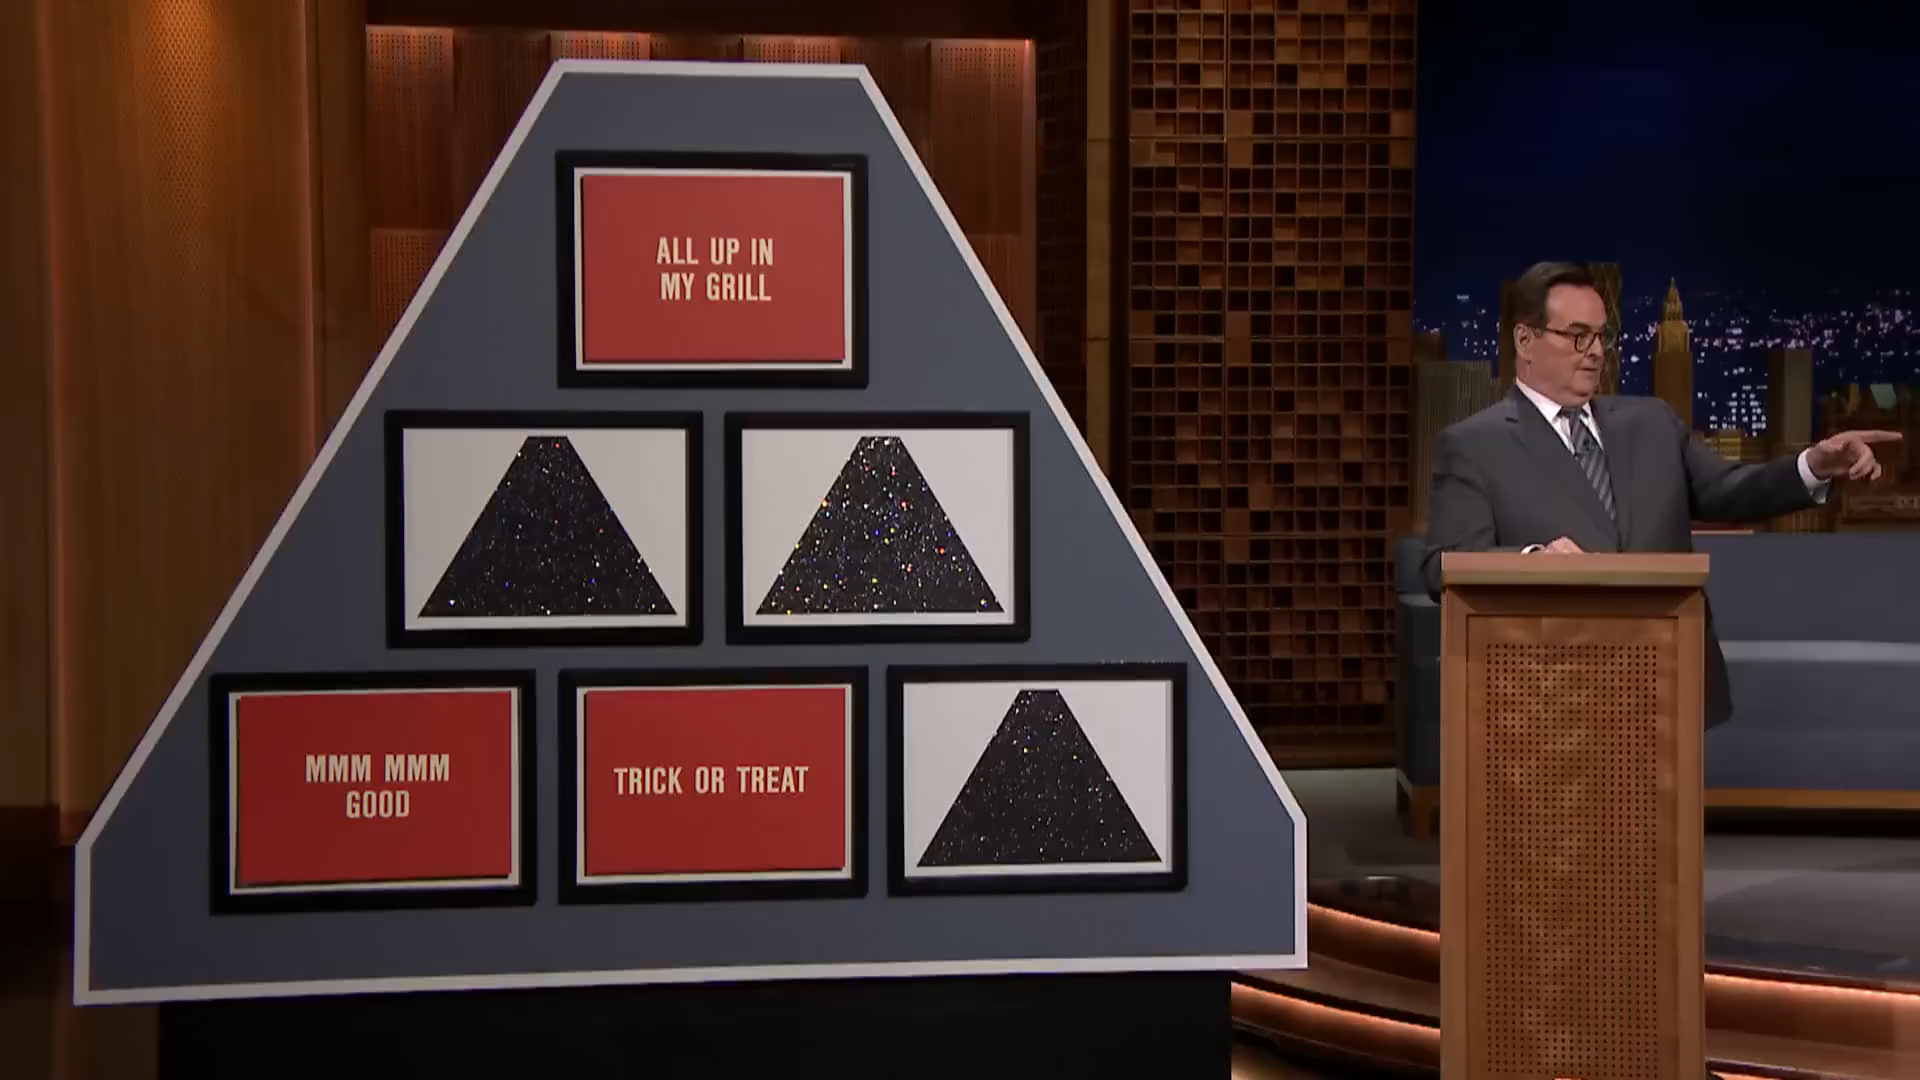 ALL UP IN
MY GRILL
MMM MMM
GOOD
TRICK OR TREAT